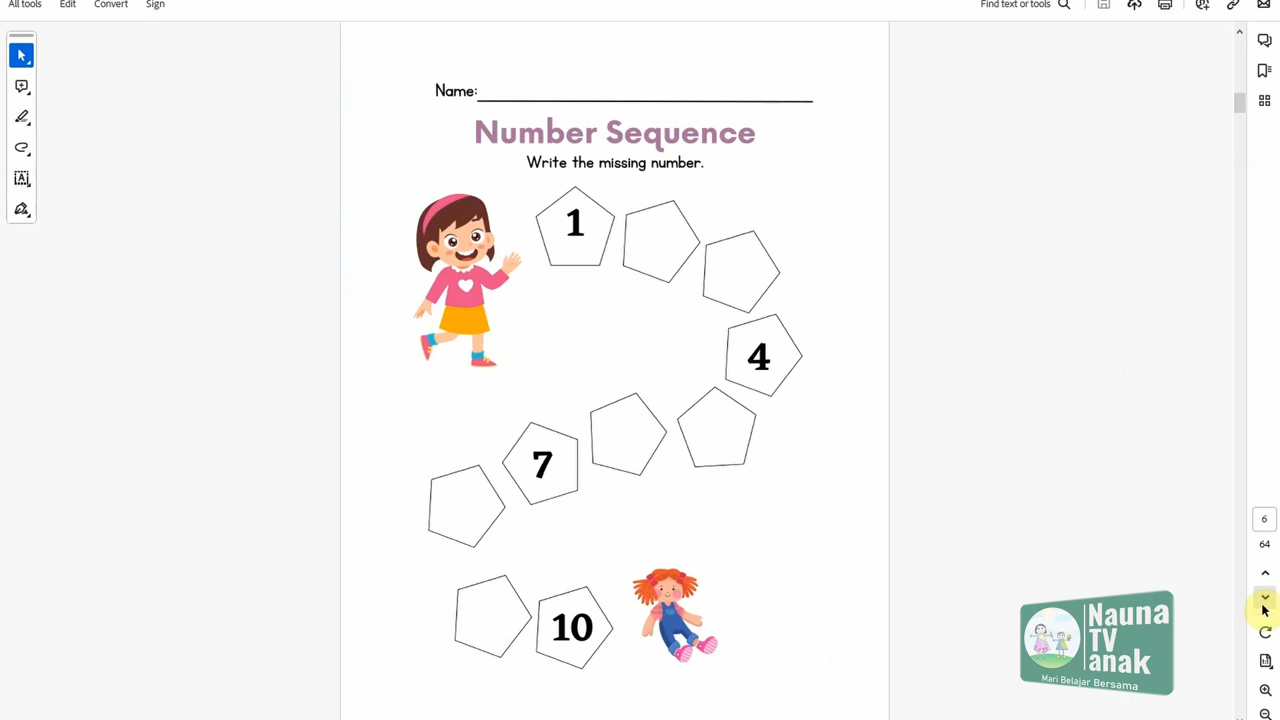 All tools Edit Convert Sign Find text or tools
Name:
Number Sequence
Write the missing number.
1
4
7
10
6
64
Nauna
TV
anak
Mari Belajar Bersama